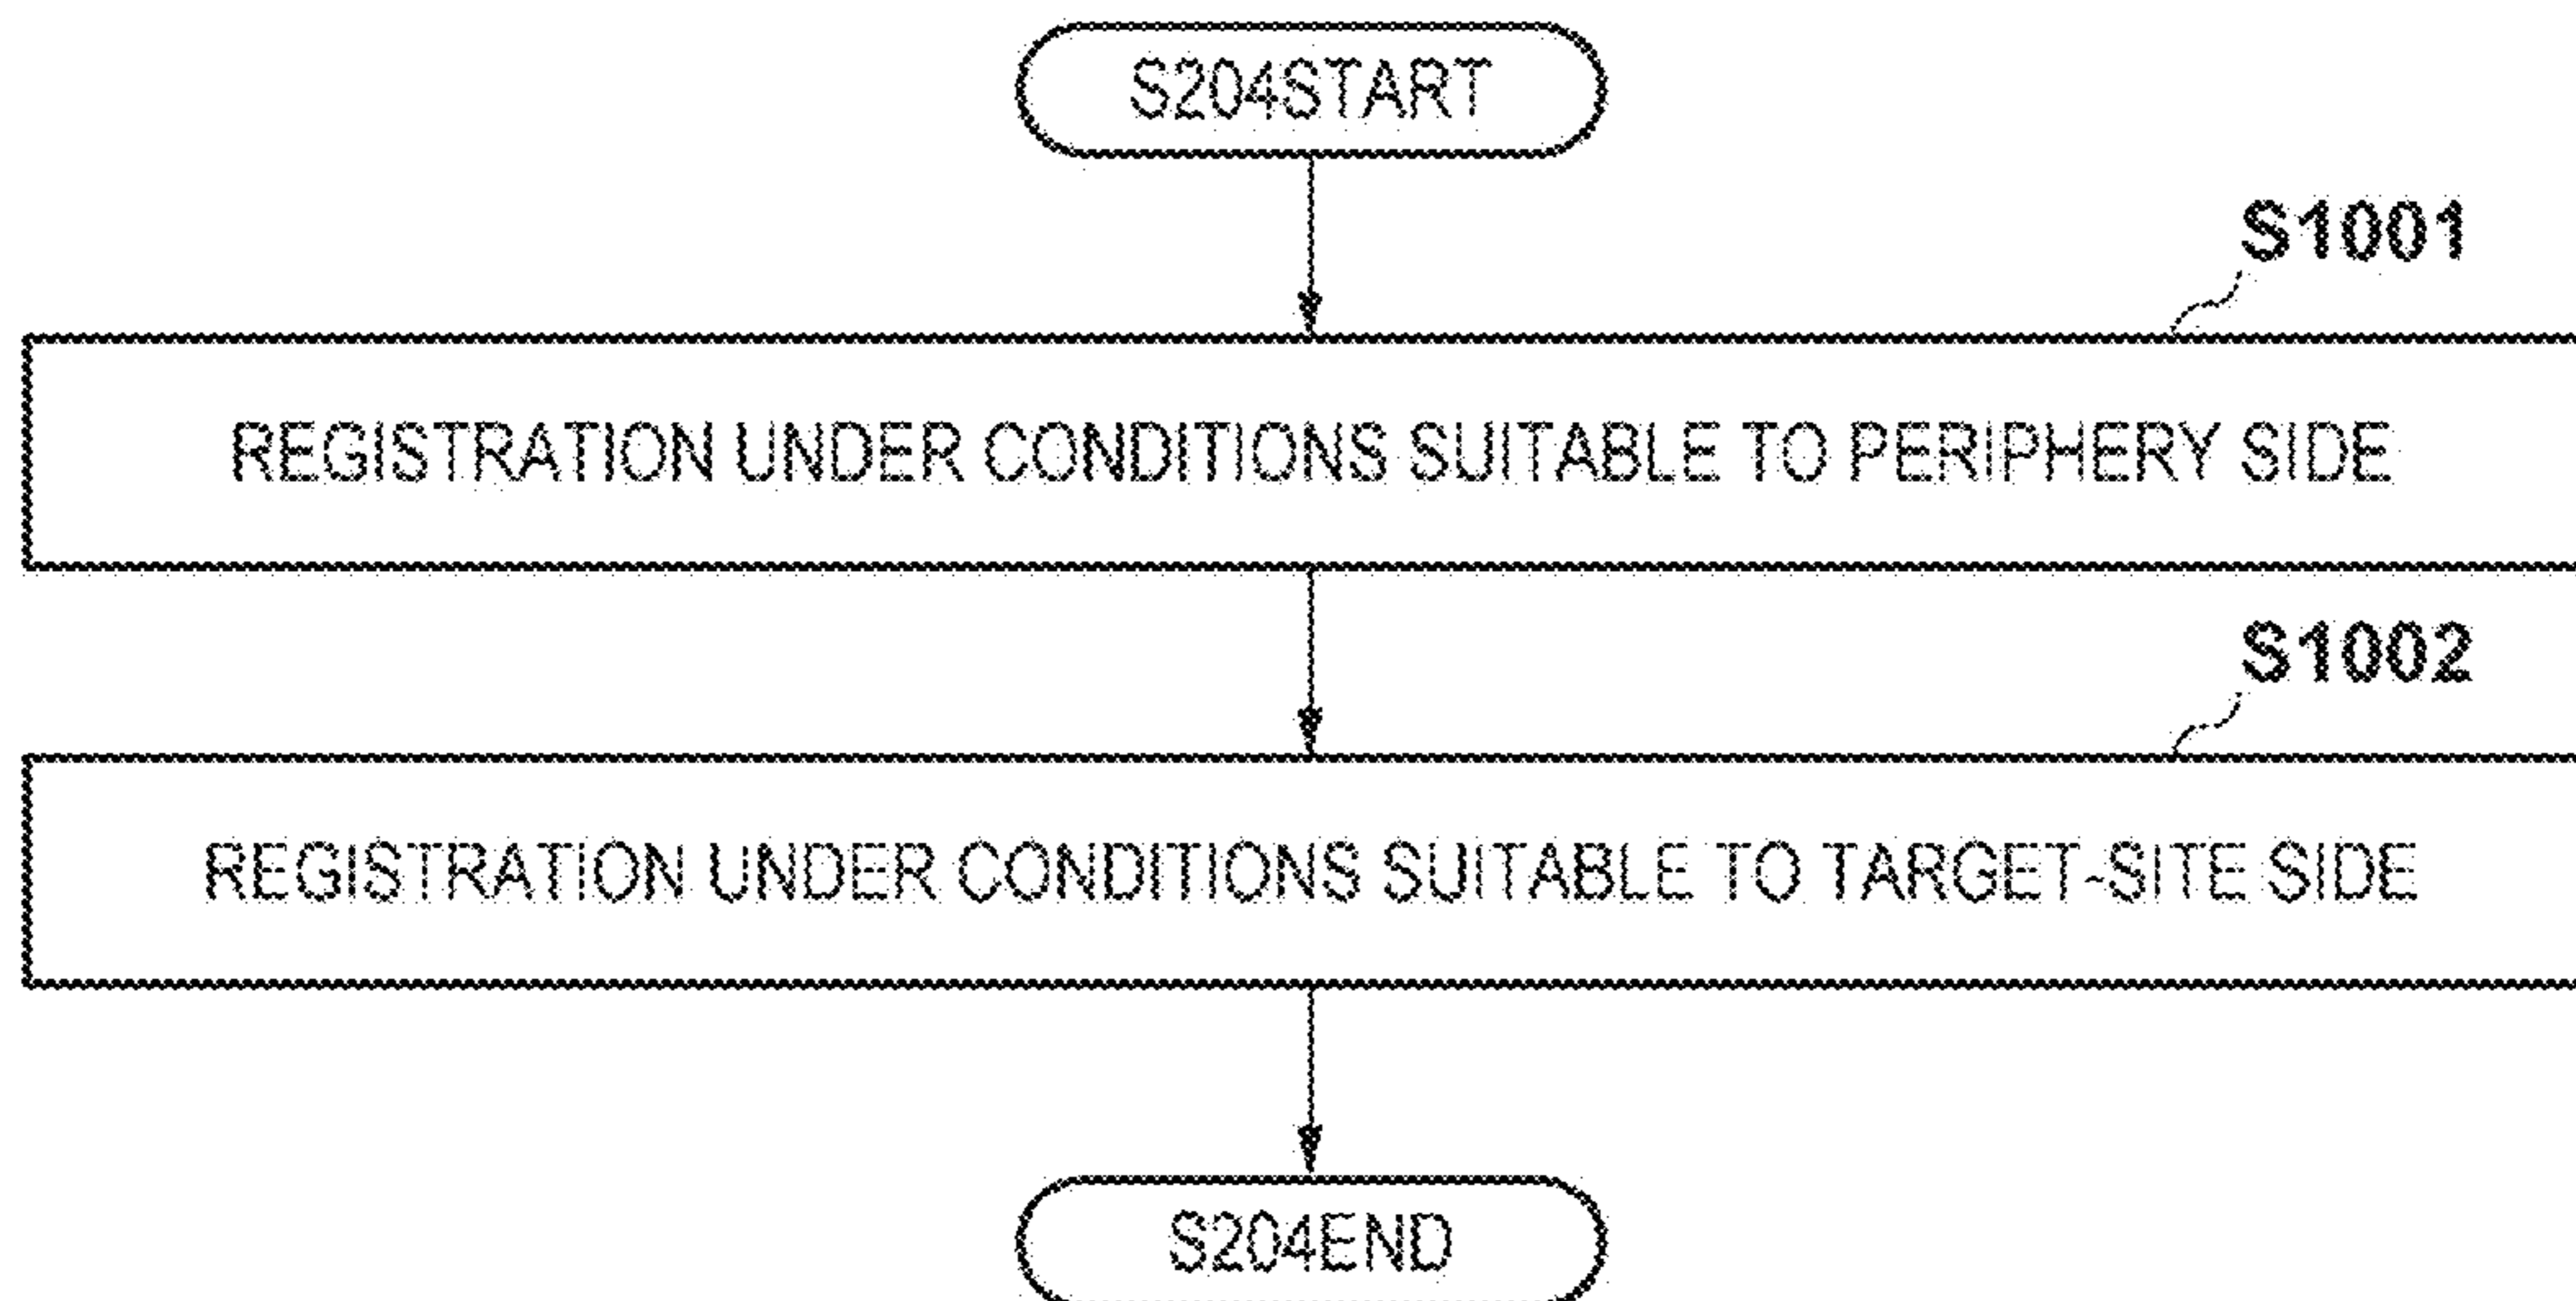 S204START
S1001
REGISTRATION UNDER CONDITIONS SUITABLE TO PERIPHERY SIDE
S1002
REGISTRATION UNDER CONDITIONS SUITABLE TO TARGET-SITE SIDE
S204END